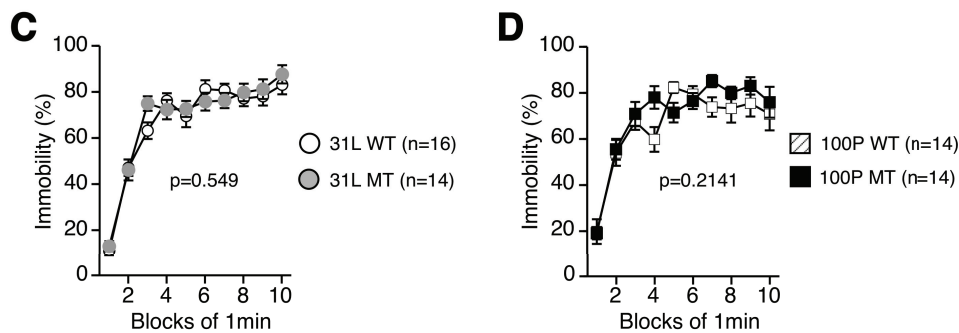 C
100
80
60
40
20
0
Immobility (%)
2 4 6 8 10
Blocks of 1min
p=0.549
31L WT (n=16)
31L MT (n=14)
D
100
80
60
40
20
0
Immobility (%)
2 4 6 8 10
Blocks of 1min
p=0.2141
100P WT (n=14)
100P MT (n=14)